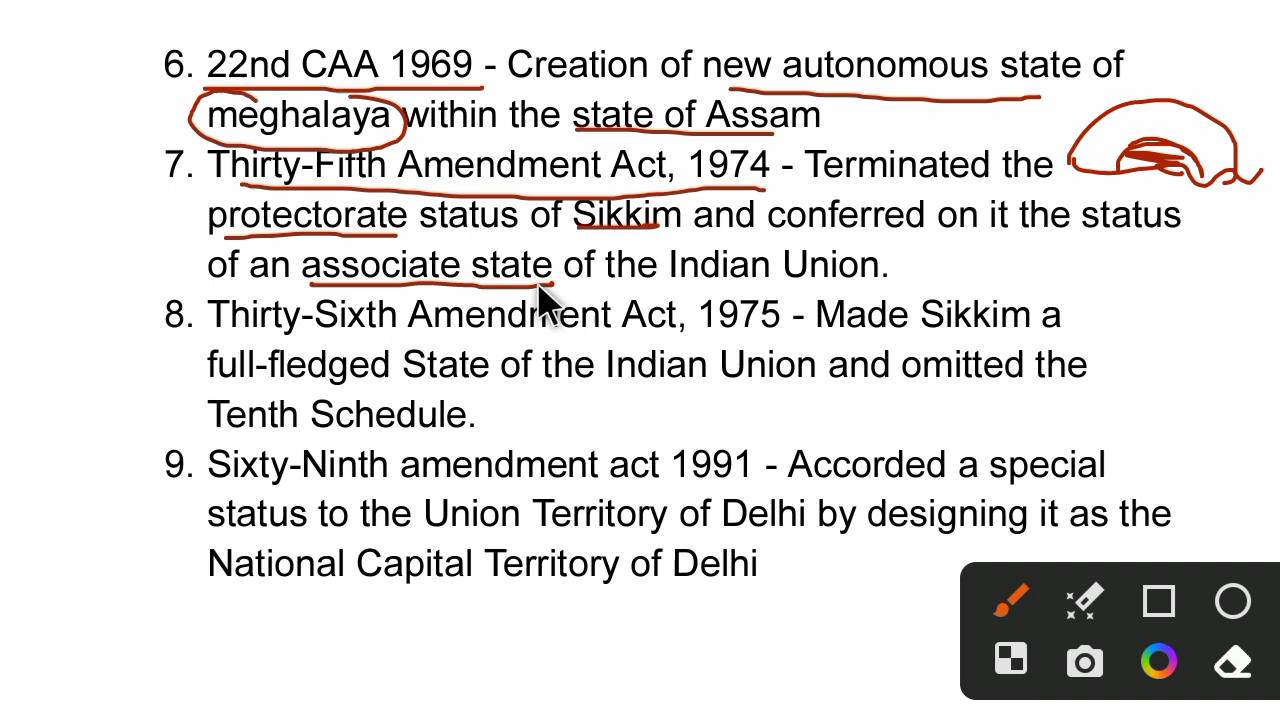 6. 22nd CAA 1969 - Creation of new autonomous state of
meghalaya within the state of Assam
7. Thirty-Fifth Amendment Act, 1974 - Terminated the
protectorate status of Sikkim and conferred on it the status
of an associate state of the Indian Union.
8. Thirty-Sixth Amendment Act, 1975 - Made Sikkim a
full-fledged State of the Indian Union and omitted the
Tenth Schedule.
9. Sixty-Ninth amendment act 1991 - Accorded a special
status to the Union Territory of Delhi by designing it as the
National Capital Territory of Delhi